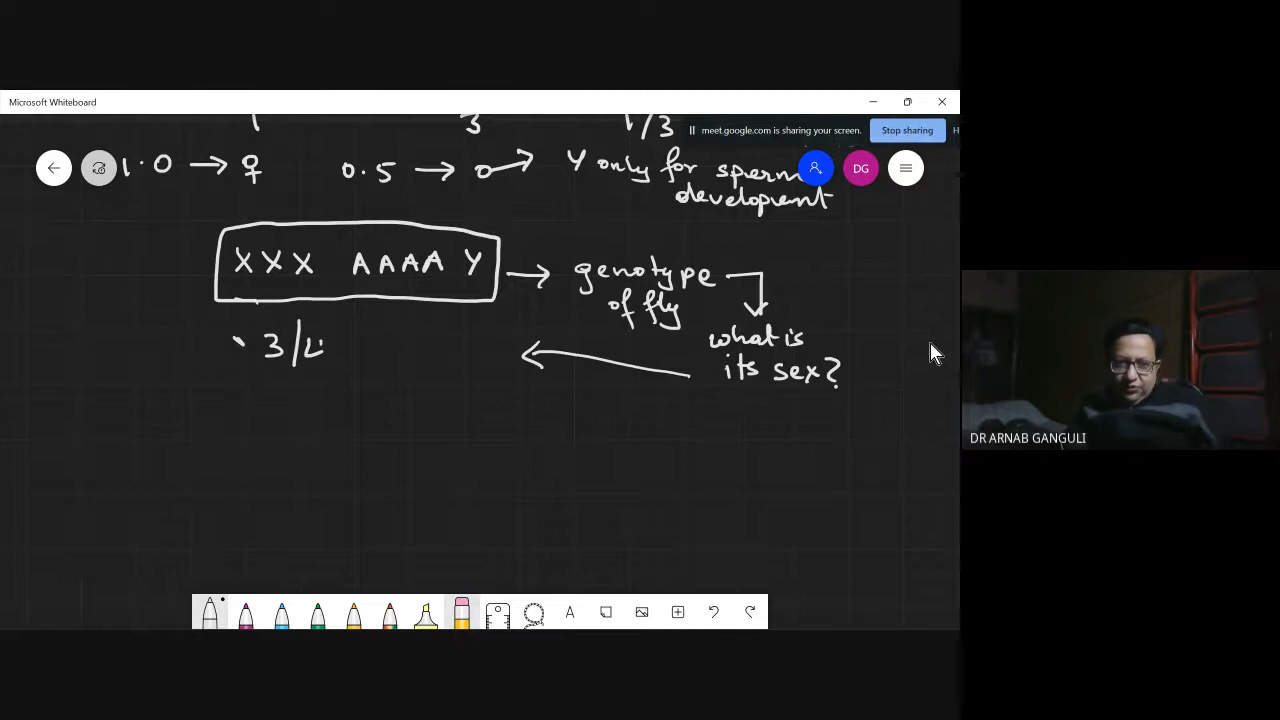 Microsoft Whiteboard
1/3
meet.google.com is sharing your screen.
Stop sharing
H
1.0 → ♀ 0.5 → ♂ Y only for sperm
development
DG
XXX AAAA Y → genotype
of fly
what is
its sex?
3/4
A
DR ARNAB GANGULI